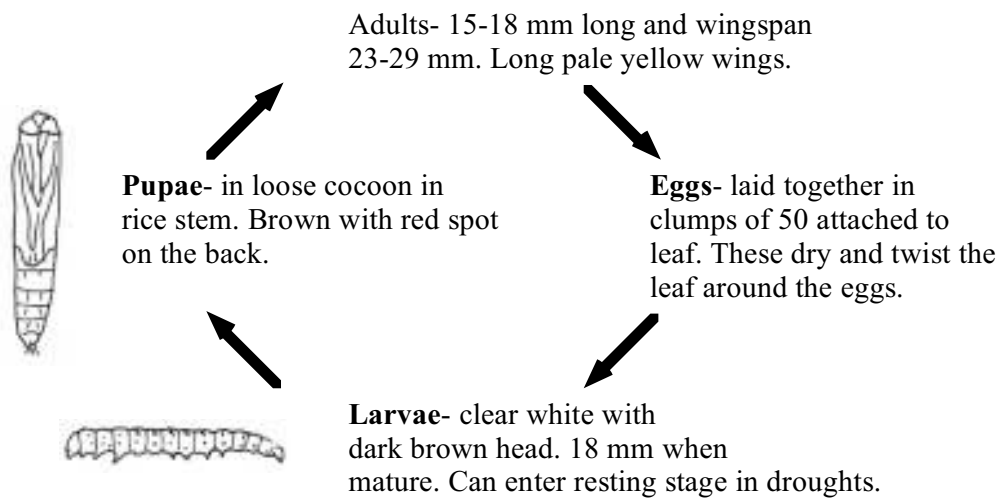 Adults- 15-18 mm long and wingspan
23-29 mm. Long pale yellow wings.
Pupae- in loose cocoon in
rice stem. Brown with red spot
on the back.
Eggs- laid together in
clumps of 50 attached to
leaf. These dry and twist the
leaf around the eggs.
Larvae- clear white with
dark brown head. 18 mm when
mature. Can enter resting stage in droughts.